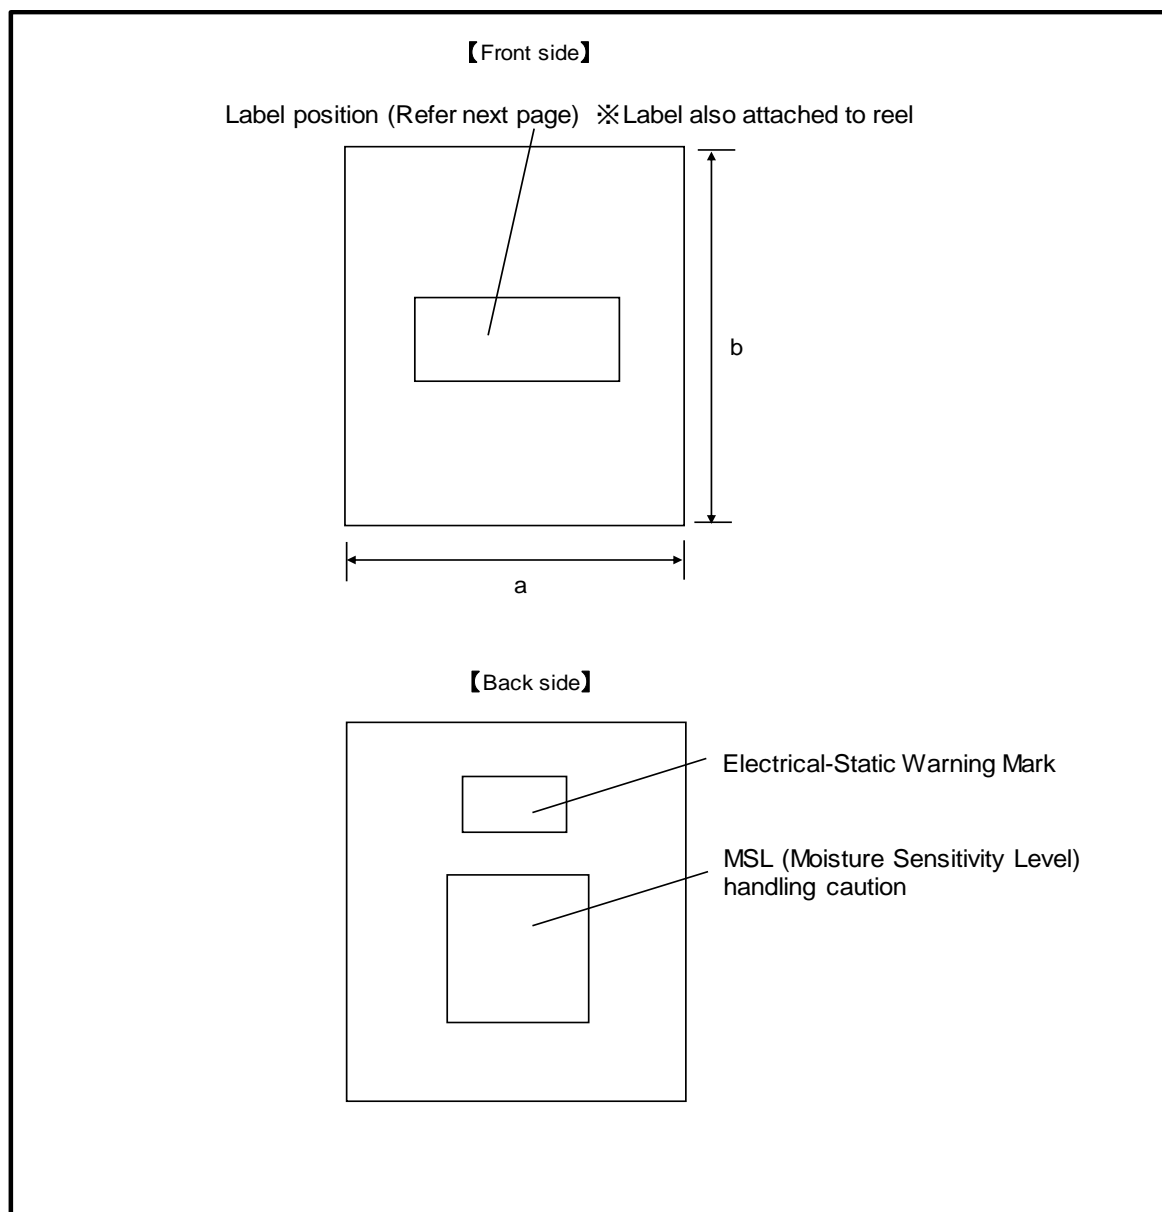 【Front side】
Label position (Refer next page) ※Label also attached to reel
b
a
【Back side】
Electrical-Static Warning Mark
MSL (Moisture Sensitivity Level)
handling caution